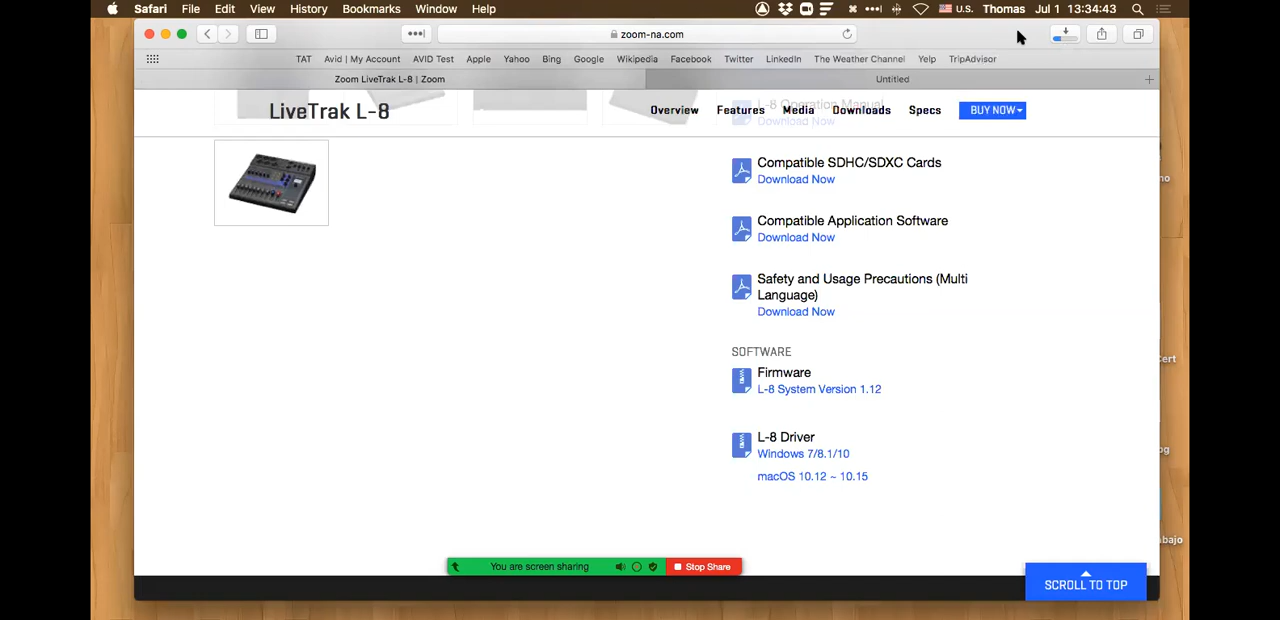 Safari File Edit View History Bookmarks Window Help U.S. Thomas Jul 1 13:34:43
zoom-na.com
TAT Avid | My Account AVID Test Apple Yahoo Bing Google Wikipedia Facebook Twitter LinkedIn The Weather Channel Yelp TripAdvisor
Zoom LiveTrak L-8 | Zoom Untitled
L-8 Operation Manual
LiveTrak L-8 Overview Features Media Downloads Specs BUY NOW
Download Now
Compatible SDHC/SDXC Cards
Download Now
Compatible Application Software
Download Now
Safety and Usage Precautions (Multi
Language)
Download Now
SOFTWARE
Firmware
L-8 System Version 1.12
L-8 Driver
Windows 7/8.1/10
macOS 10.12 ~ 10.15
You are screen sharing Stop Share
SCROLL TO TOP